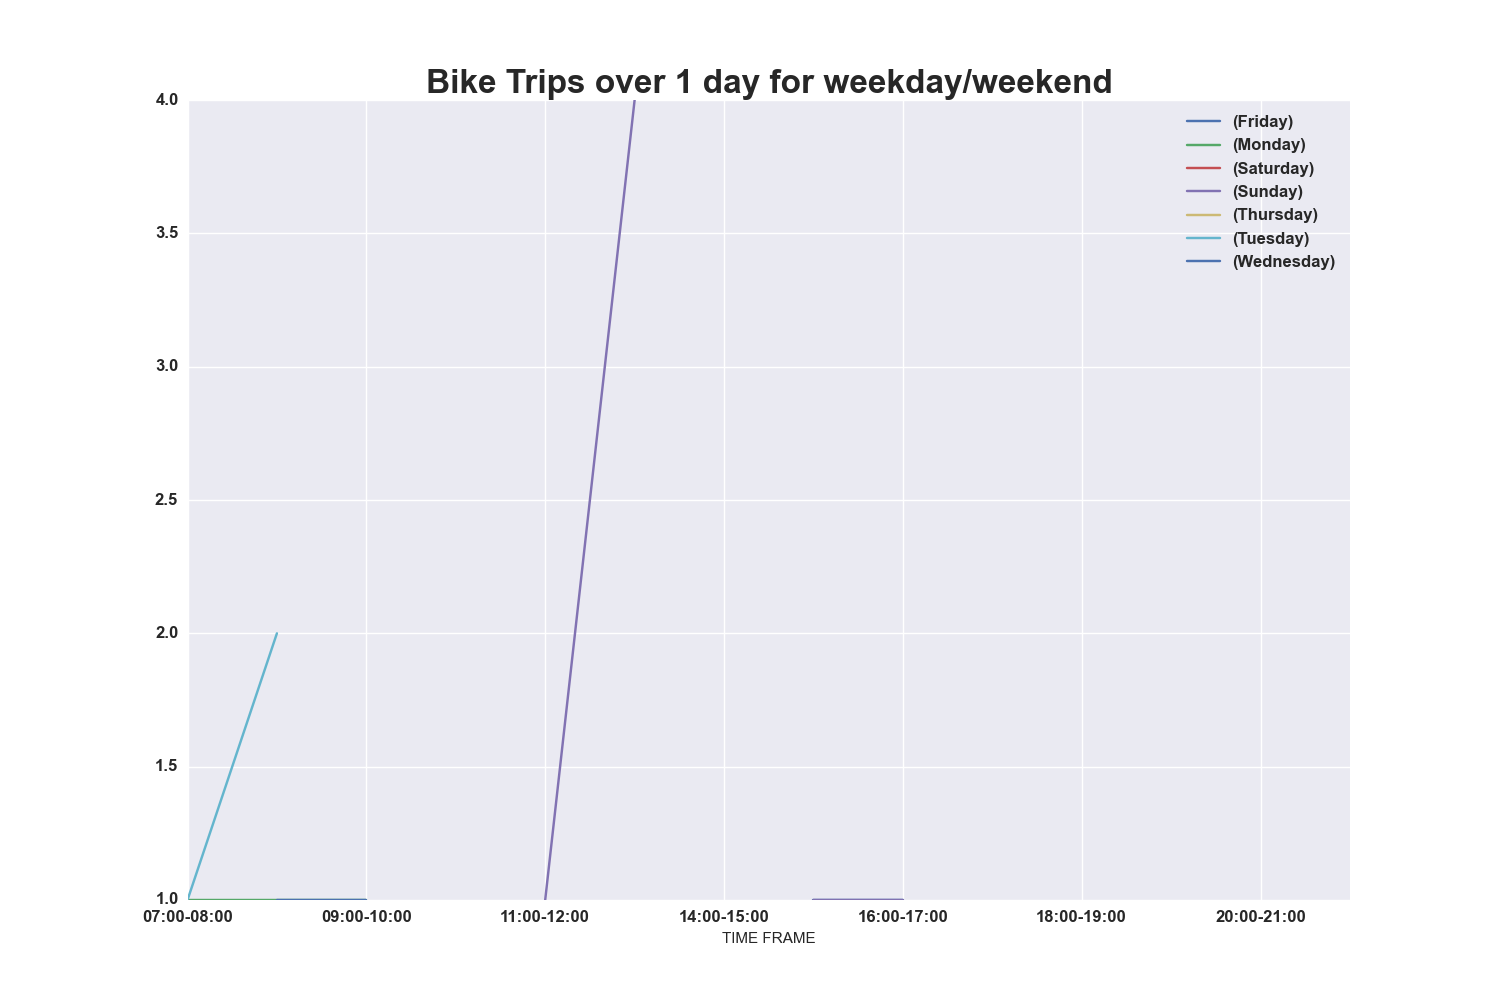 Bike Trips over 1 day for weekday/weekend
4.0
3.5
3.0
2.5
2.0
1.5
1.0
(Friday)
(Monday)
(Saturday)
(Sunday)
(Thursday)
(Tuesday)
(Wednesday)
07:00-08:00 09:00-10:00 11:00-12:00 14:00-15:00 16:00-17:00 18:00-19:00 20:00-21:00
TIME FRAME